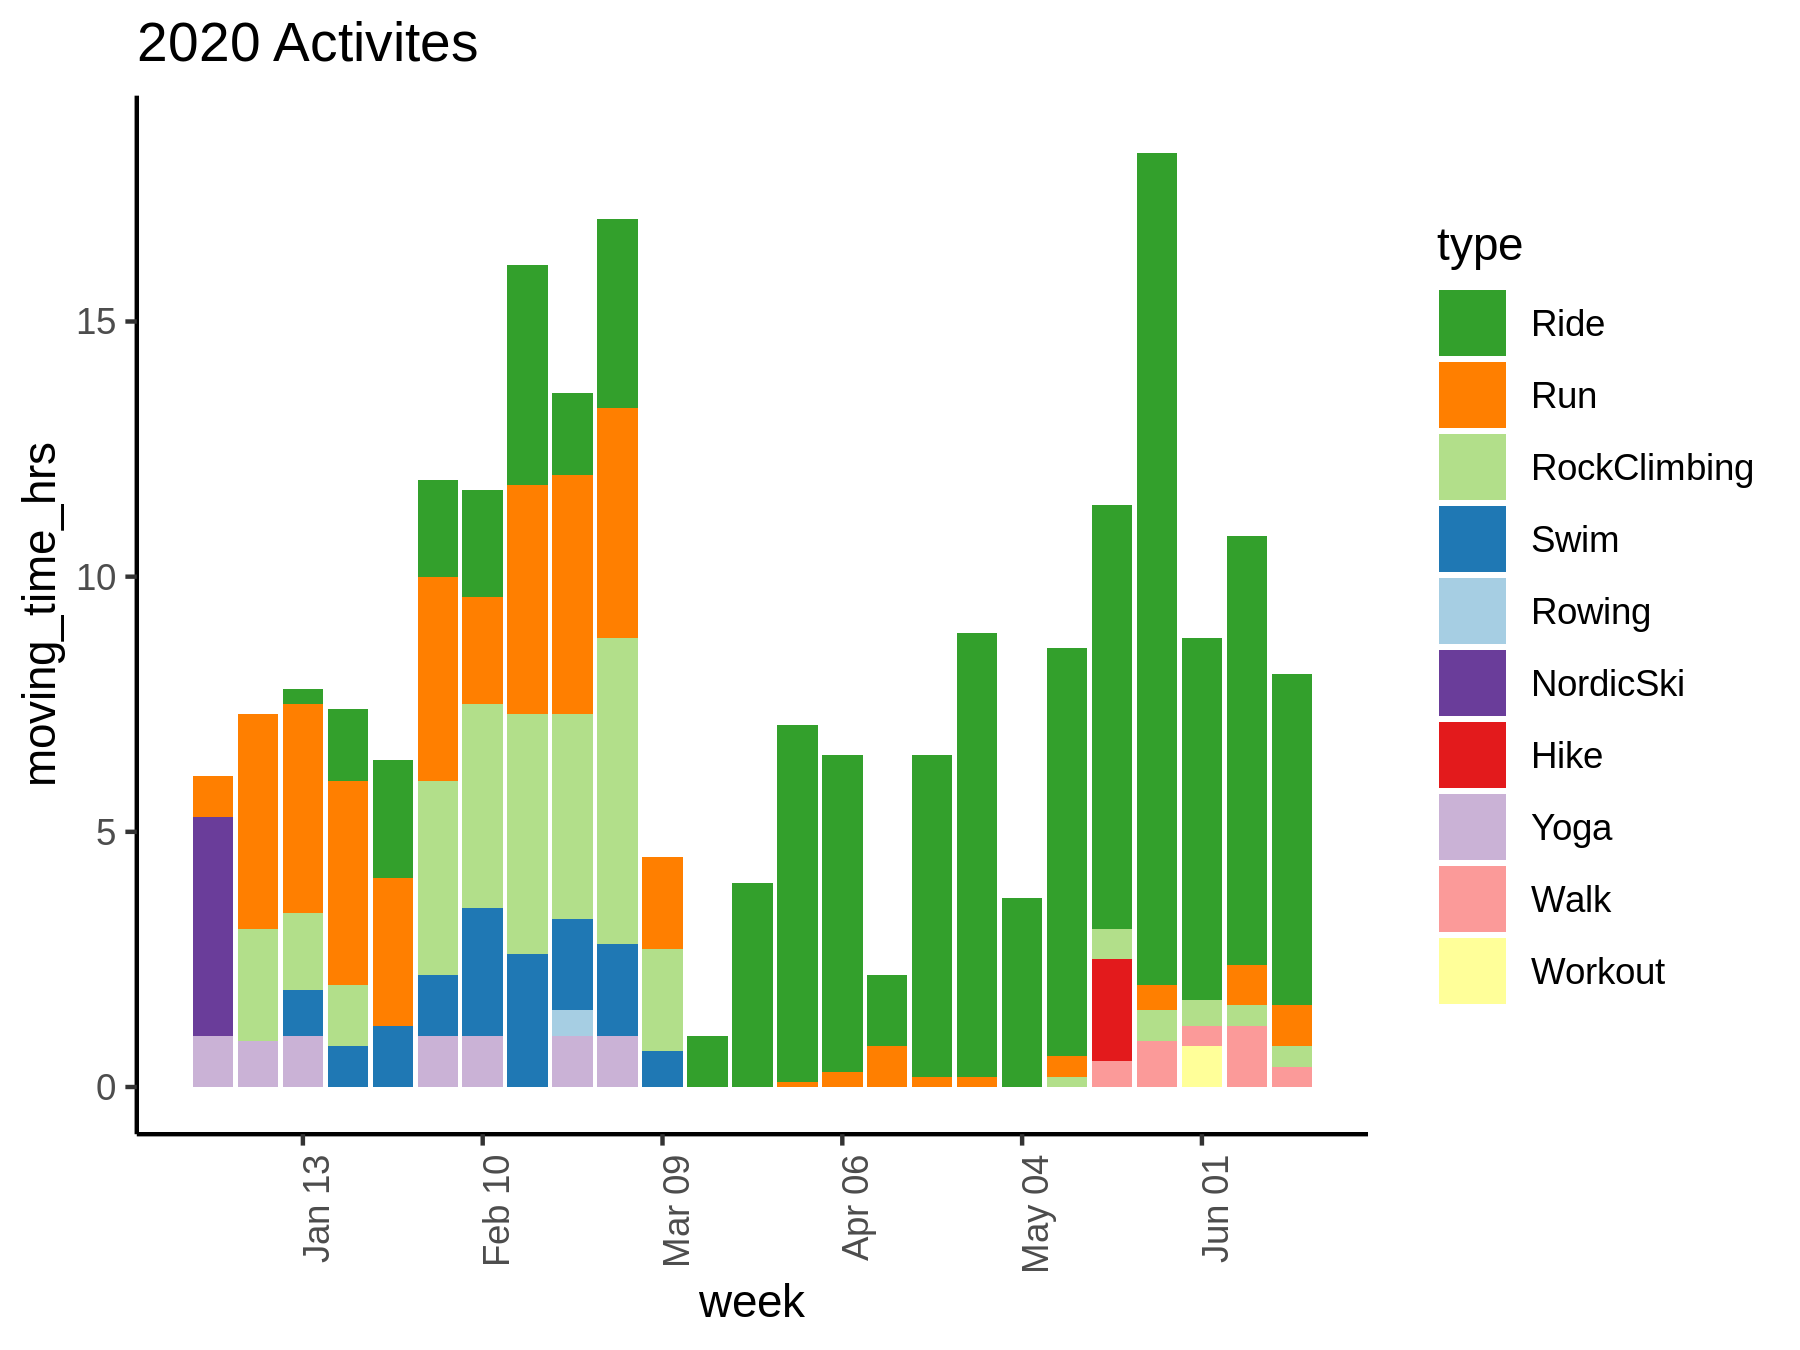 2020 Activites
moving_time_hrs
15
10
5
0
Jan 13
Feb 10
Mar 09
Apr 06
May 04
Jun 01
week
type
Ride
Run
RockClimbing
Swim
Rowing
NordicSki
Hike
Yoga
Walk
Workout